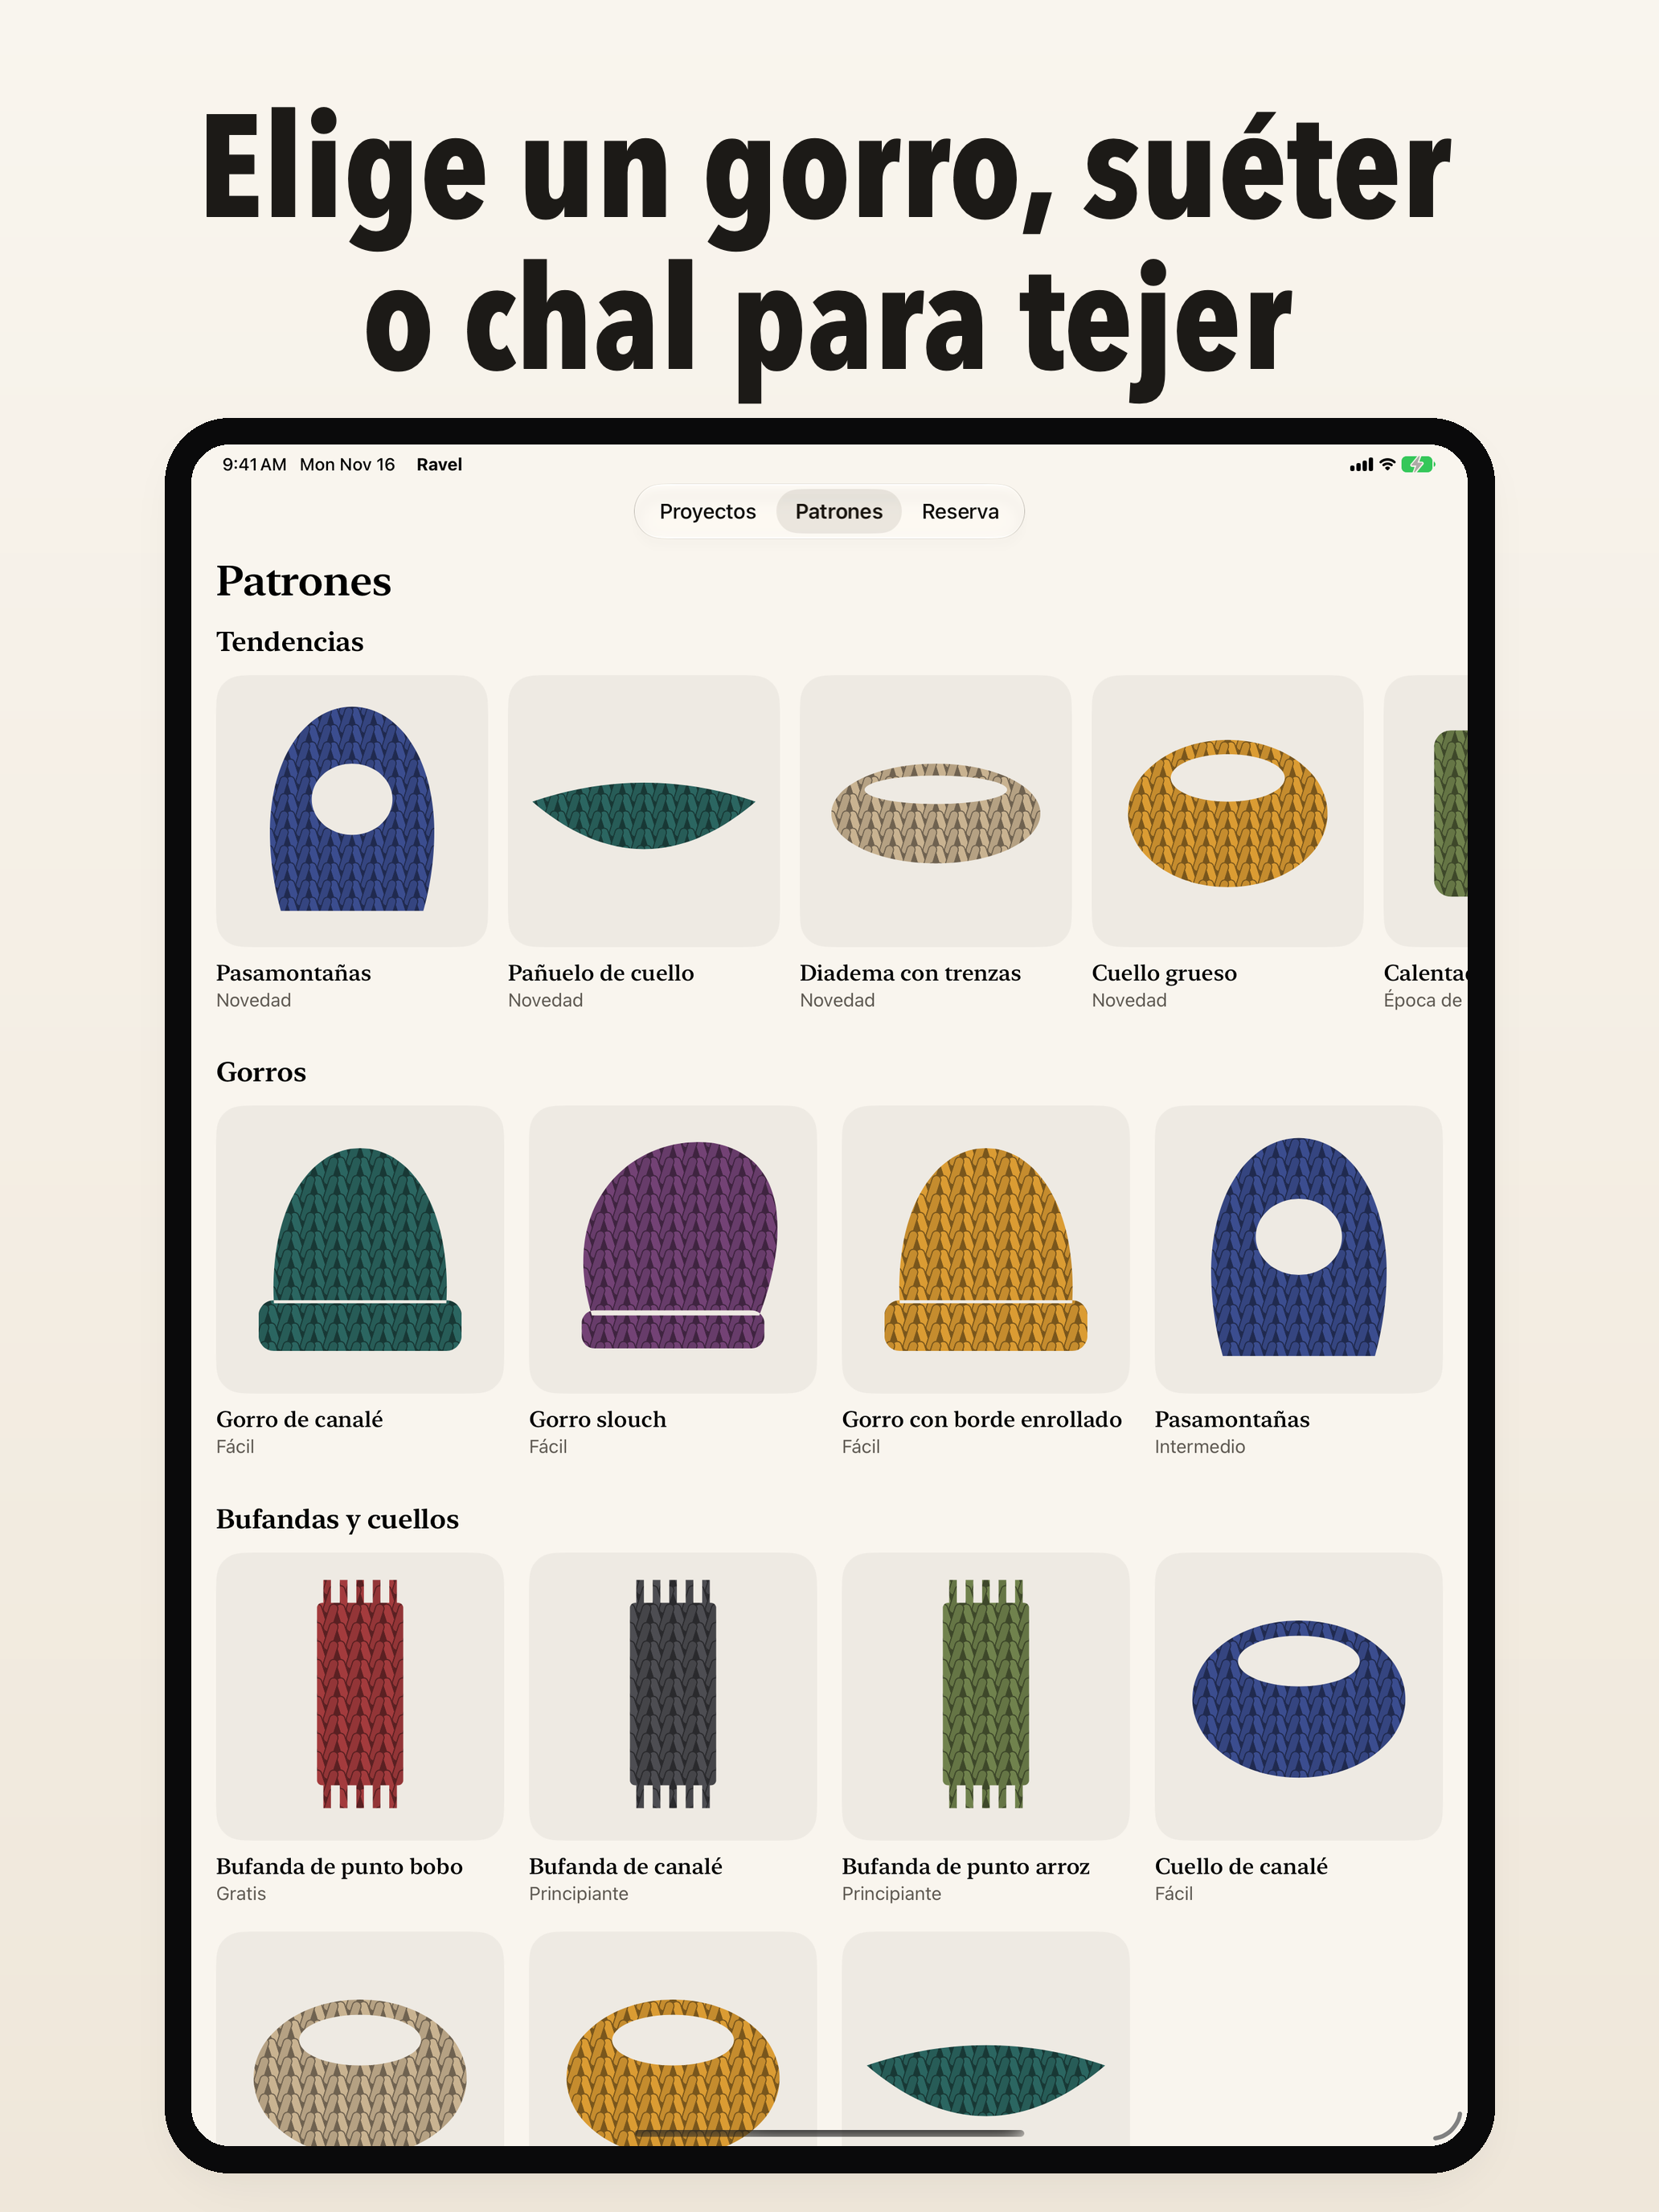 Elige un gorro, suéter
o chal para tejer
9:41 AM Mon Nov 16 Ravel
Proyectos Patrones Reserva
Patrones
Tendencias
Pasamontañas
Novedad
Pañuelo de cuello
Novedad
Diadema con trenzas
Novedad
Cuello grueso
Novedad
Época de
Gorros
Gorro de canalé
Fácil
Gorro slouch
Fácil
Gorro con borde enrollado
Fácil
Pasamontañas
Intermedio
Bufandas y cuellos
Bufanda de punto bobo
Gratis
Bufanda de canalé
Principiante
Bufanda de punto arroz
Principiante
Cuello de canalé
Fácil